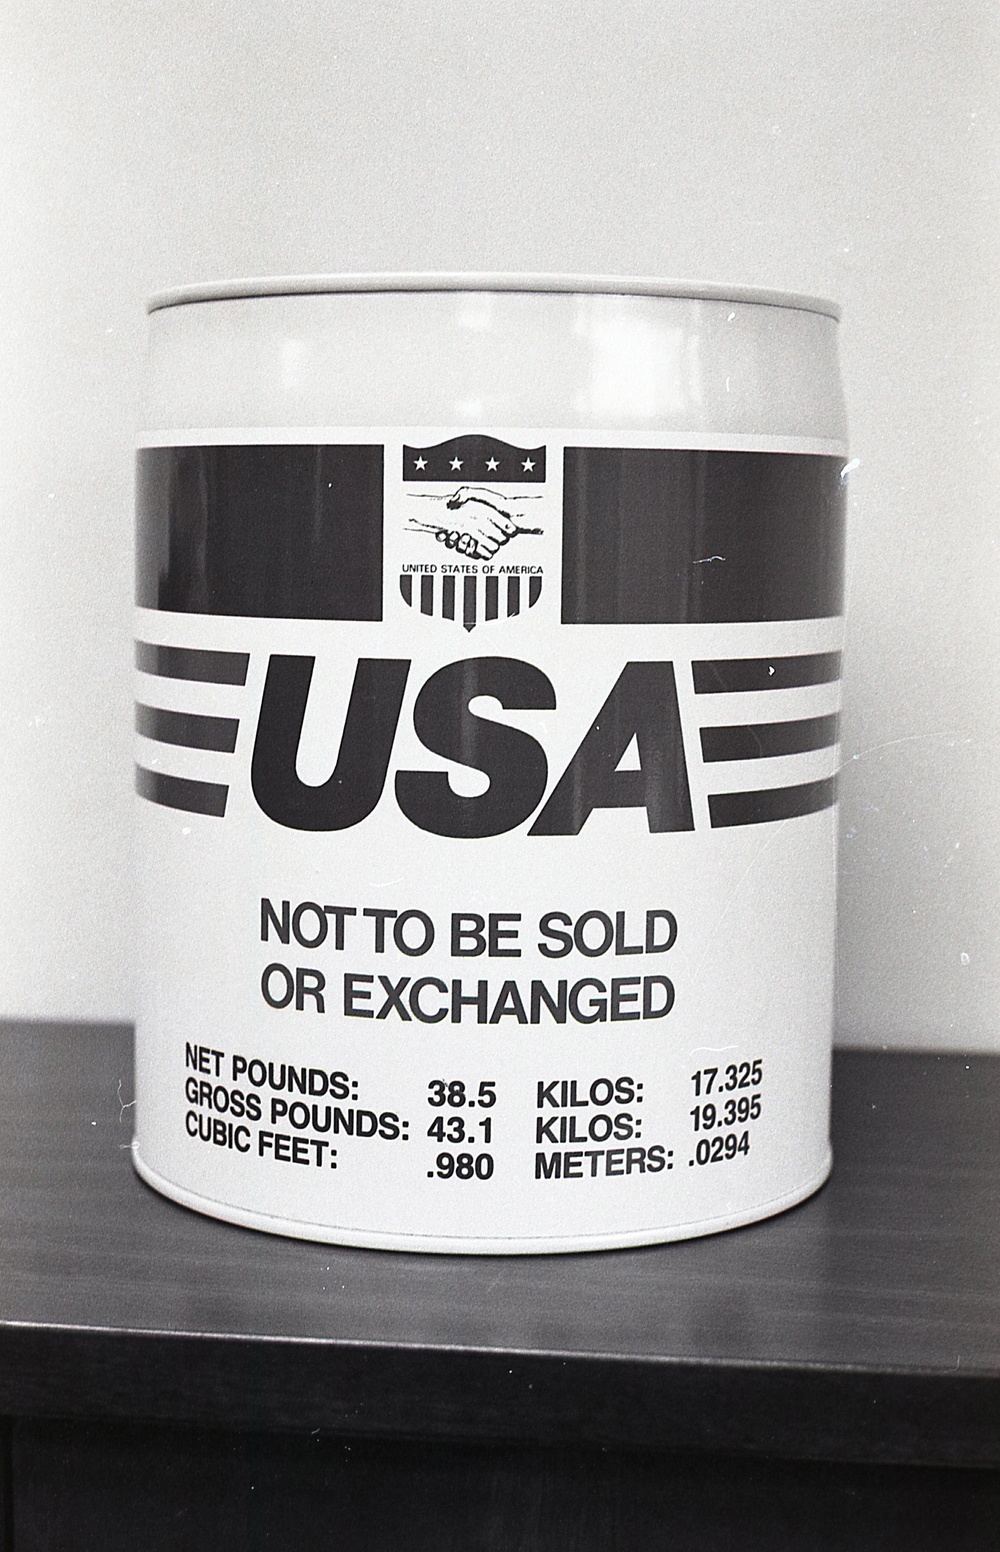 UNITED STATES OF AMERICA
USA
NOT TO BE SOLD
OR EXCHANGED
NET POUNDS: 38.5 KILOS: 17.325
GROSS POUNDS: 43.1 KILOS: 19.395
CUBIC FEET: .980 METERS: .0294